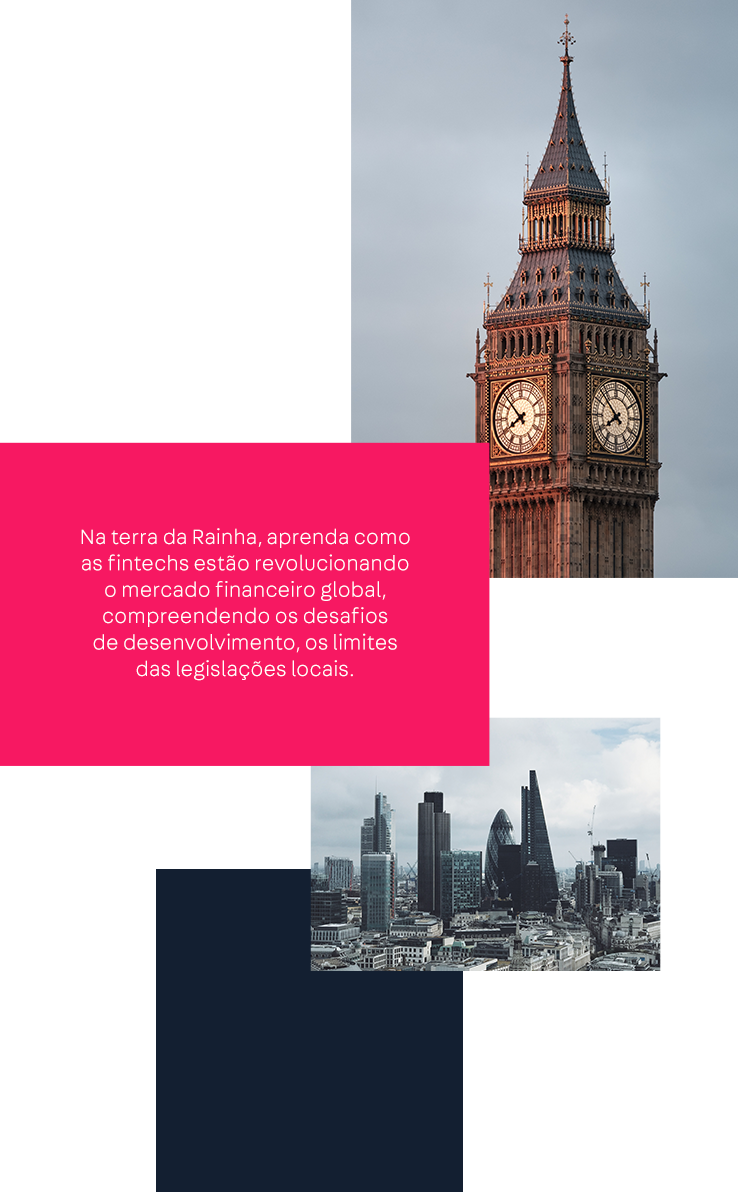 Na terra da Rainha, aprenda como
as fintechs estão revolucionando
o mercado financeiro global,
compreendendo os desafios
de desenvolvimento, os limites
das legislações locais.